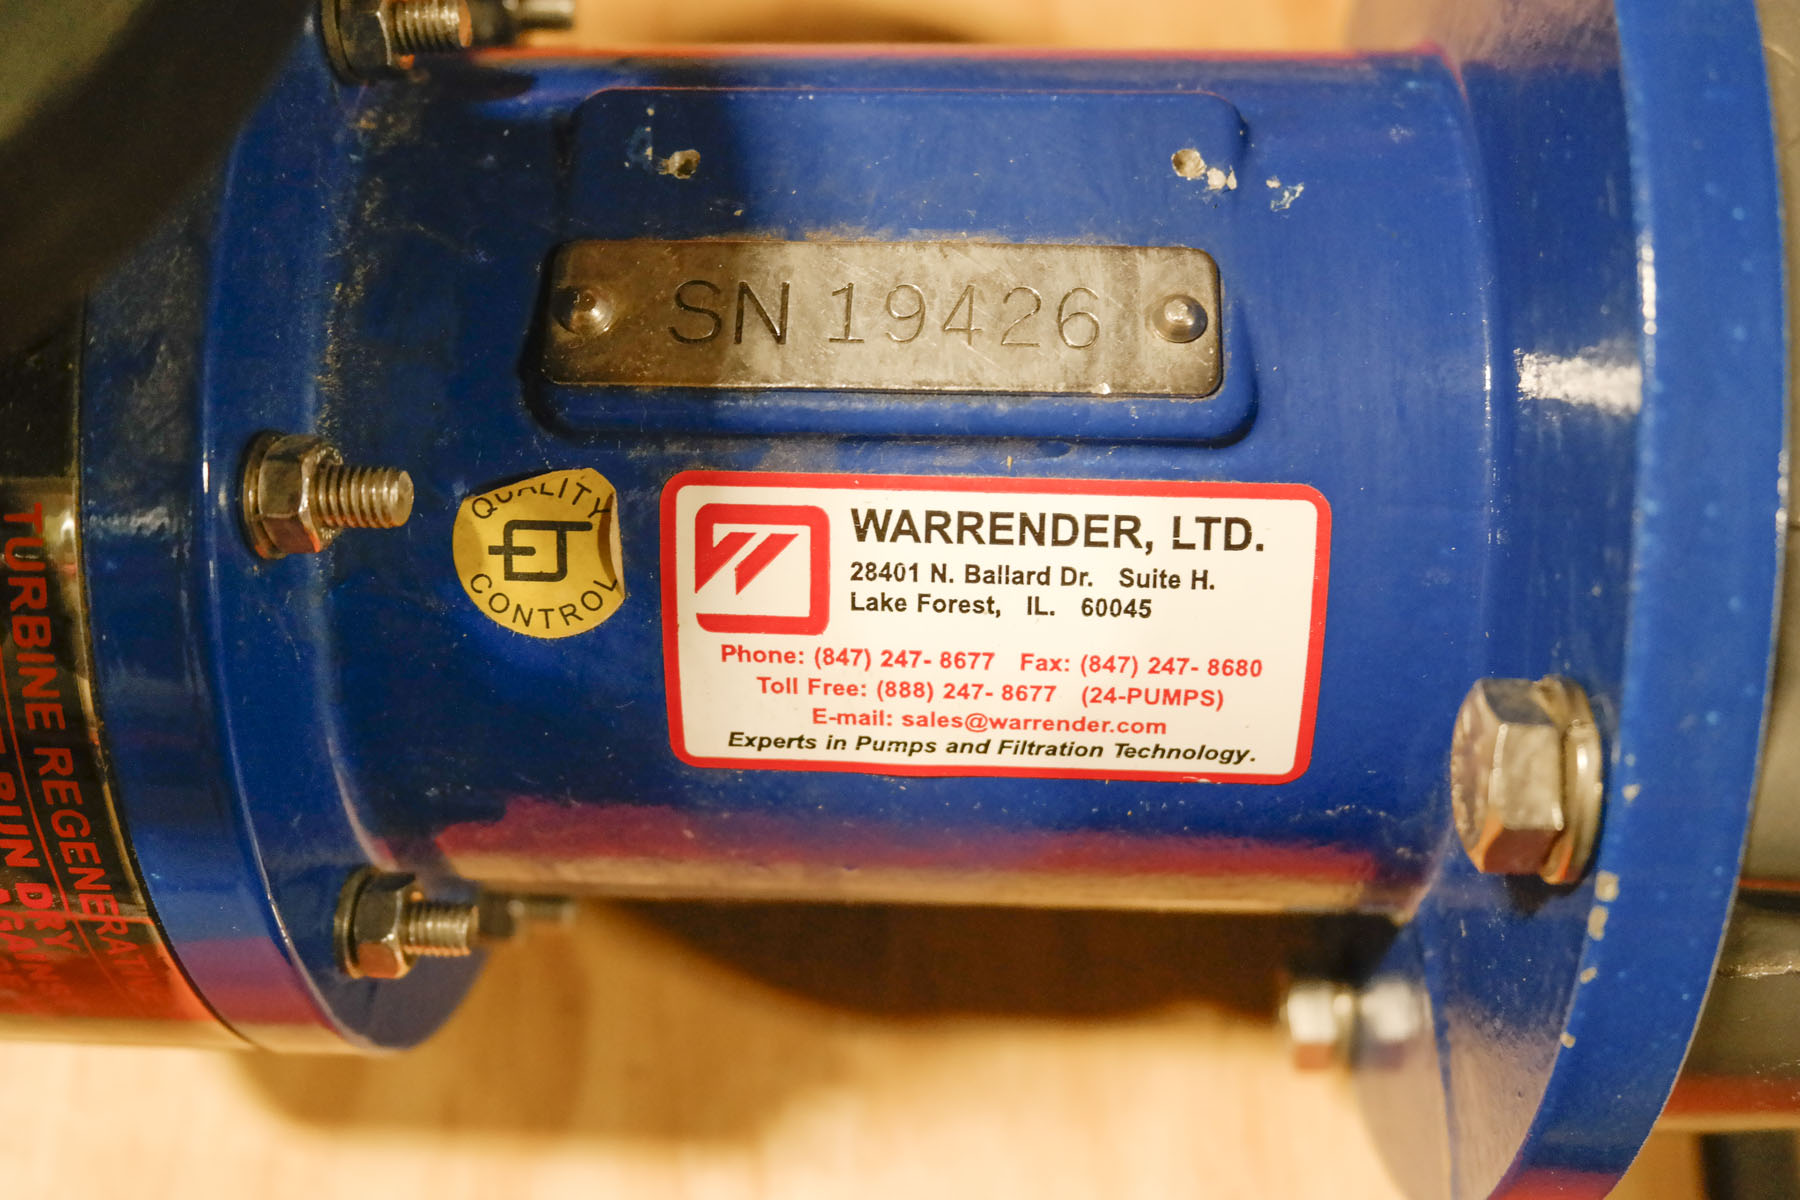 SN 19426
QUALITY
CONTROL
WARRENDER, LTD.
28401 N. Ballard Dr. Suite H.
Lake Forest, IL. 60045
Phone: (847) 247- 8677 Fax: (847) 247- 8680
Toll Free: (888) 247- 8677 (24-PUMPS)
E-mail: sales@warrender.com
Experts in Pumps and Filtration Technology.
TURBINE REGENERATIVE
RUN DRY